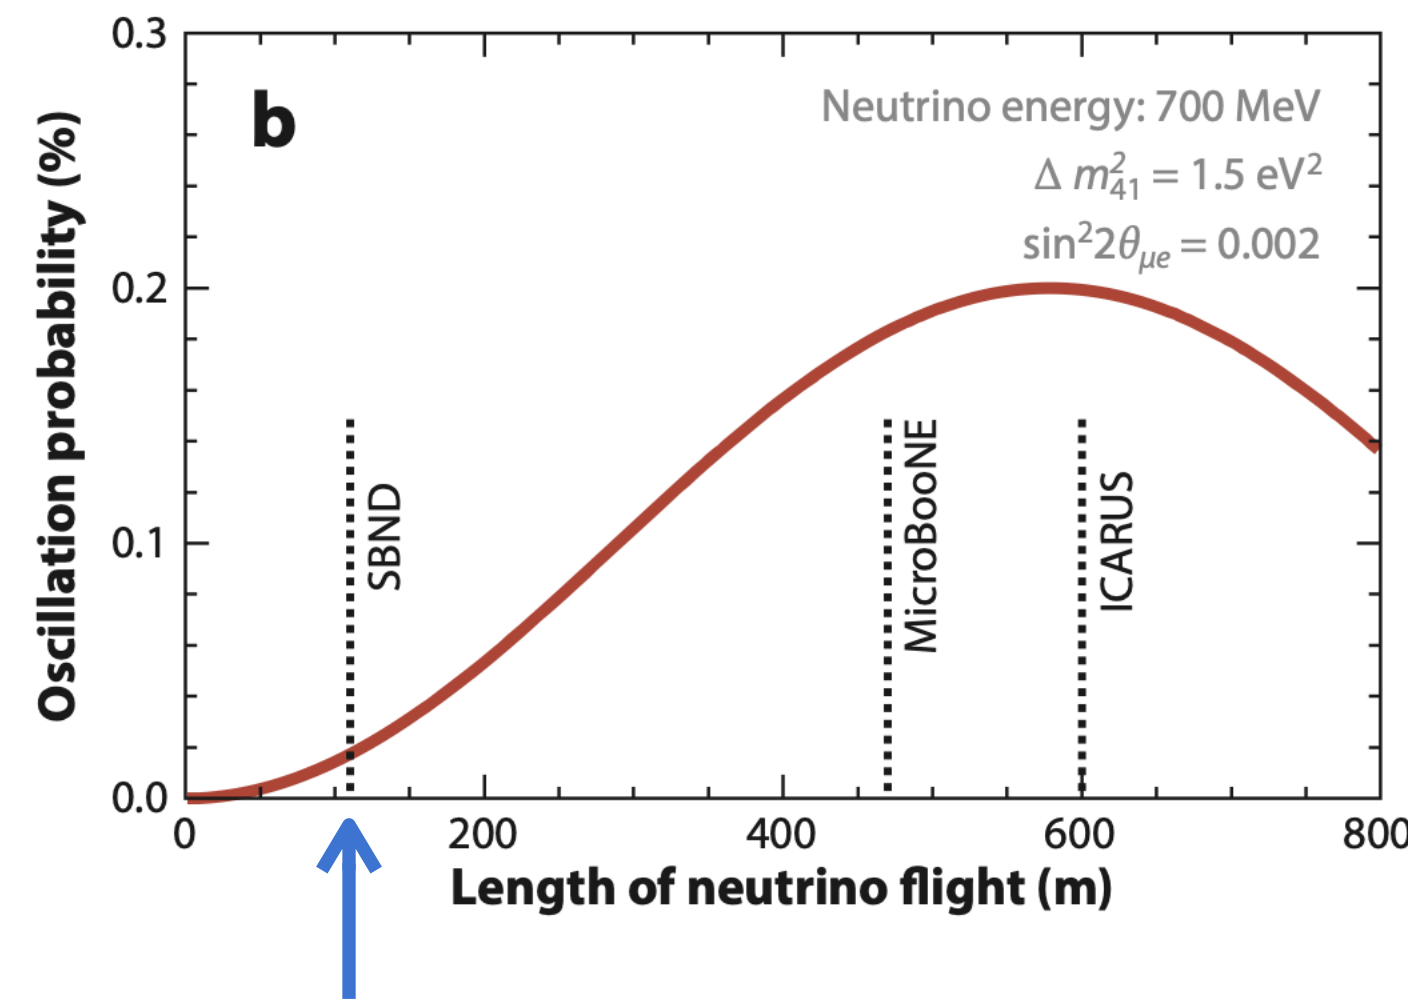 0.3
b
Neutrino energy: 700 MeV
Δ m²₄₁ = 1.5 eV²
sin²2θμe = 0.002
0.2
0.1
0.0
Oscillation probability (%)
SBND
MicroBooNE
ICARUS
0 200 400 600 800
Length of neutrino flight (m)